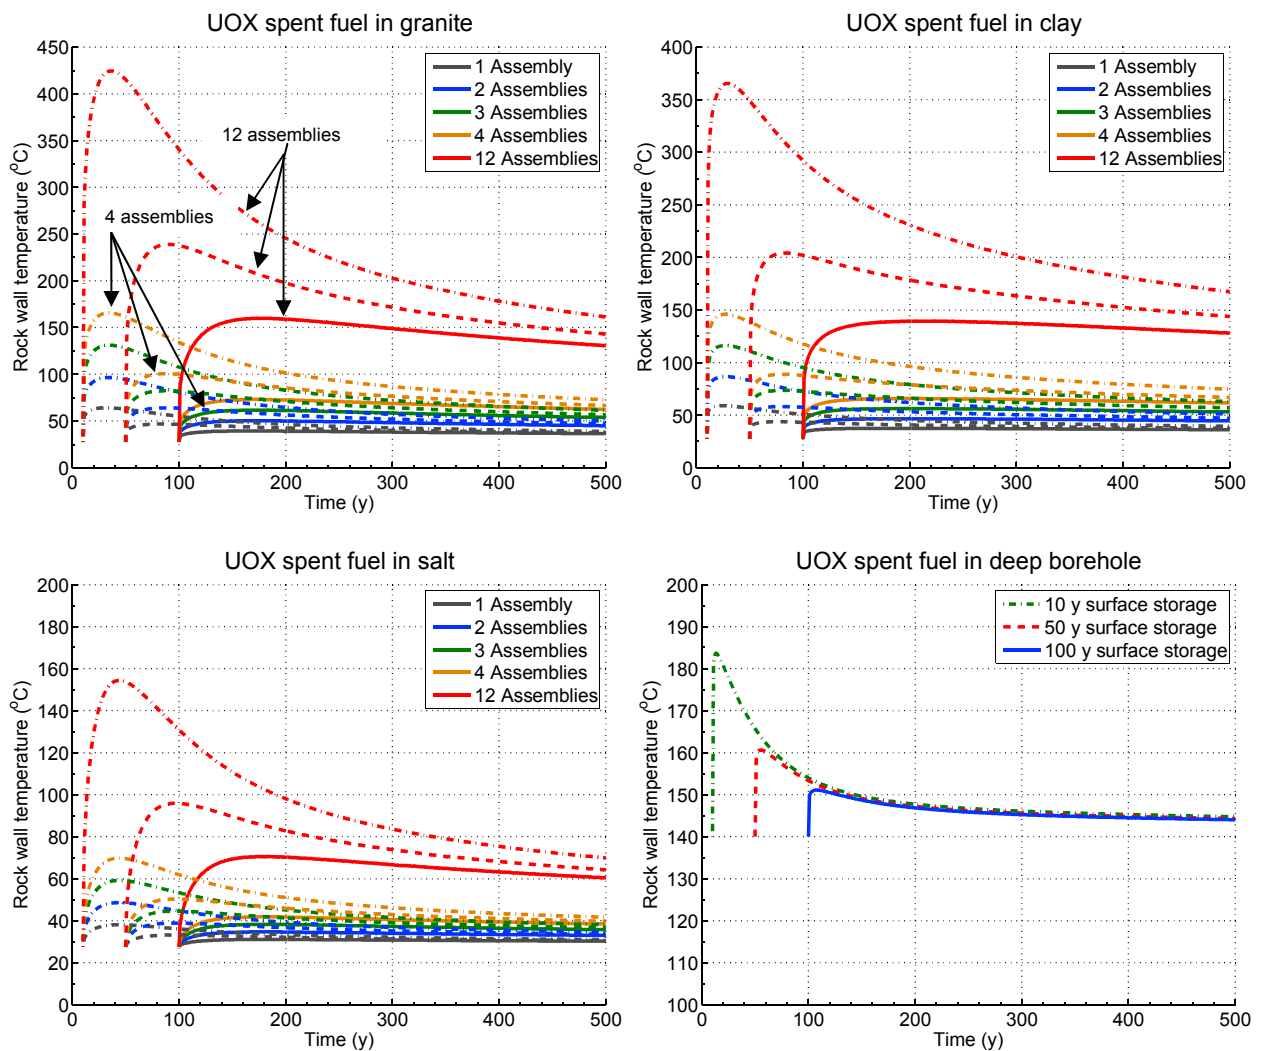 UOX spent fuel in granite
450
400
350
300
250
200
150
100
50
0
Rock wall temperature (°C)
0 100 200 300 400 500
Time (y)
1 Assembly
2 Assemblies
3 Assemblies
4 Assemblies
12 Assemblies
12 assemblies
4 assemblies
UOX spent fuel in clay
400
350
300
250
200
150
100
50
0
Rock wall temperature (°C)
0 100 200 300 400 500
Time (y)
1 Assembly
2 Assemblies
3 Assemblies
4 Assemblies
12 Assemblies
UOX spent fuel in salt
200
180
160
140
120
100
80
60
40
20
0
Rock wall temperature (°C)
0 100 200 300 400 500
Time (y)
1 Assembly
2 Assemblies
3 Assemblies
4 Assemblies
12 Assemblies
UOX spent fuel in deep borehole
200
190
180
170
160
150
140
130
120
110
100
Rock wall temperature (°C)
0 100 200 300 400 500
Time (y)
10 y surface storage
50 y surface storage
100 y surface storage